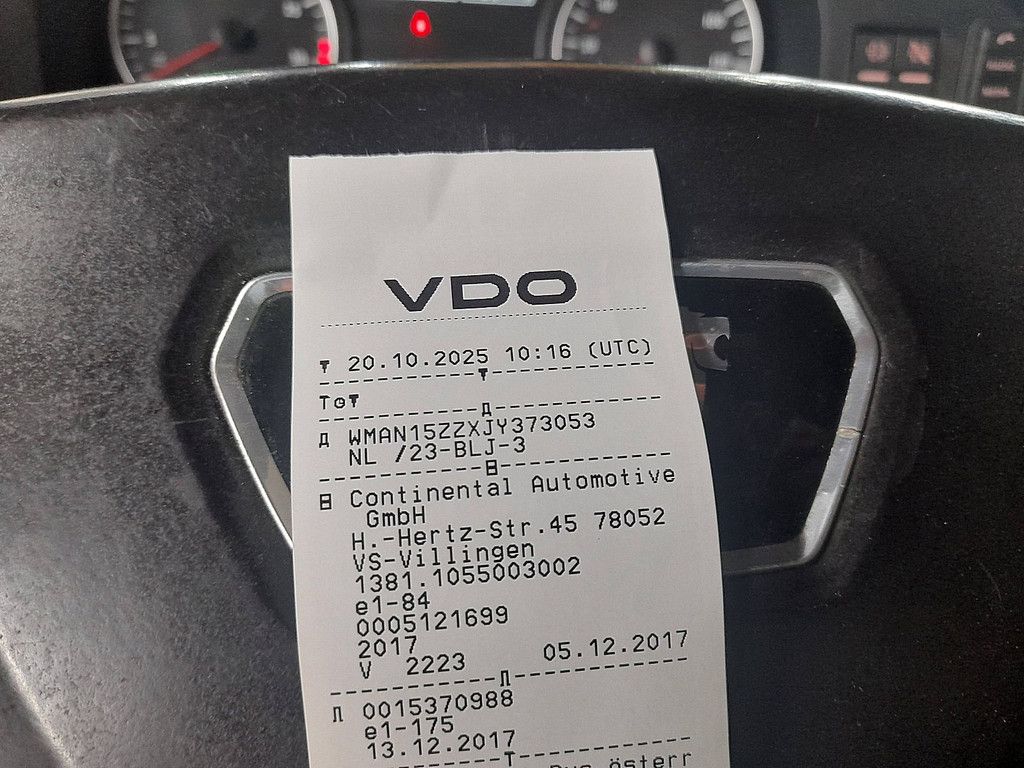 VDO
20.10.2025 10:16 (UTC)
WMAN15ZZXJY373053
NL /23-BLJ-3
Continental Automotive
GmbH
H.-Hertz-Str.45 78052
VS-Villingen
1381.1055003002
e1-84
0005121699
2017
V 2223 05.12.2017
0015370988
e1-175
13.12.2017
österr